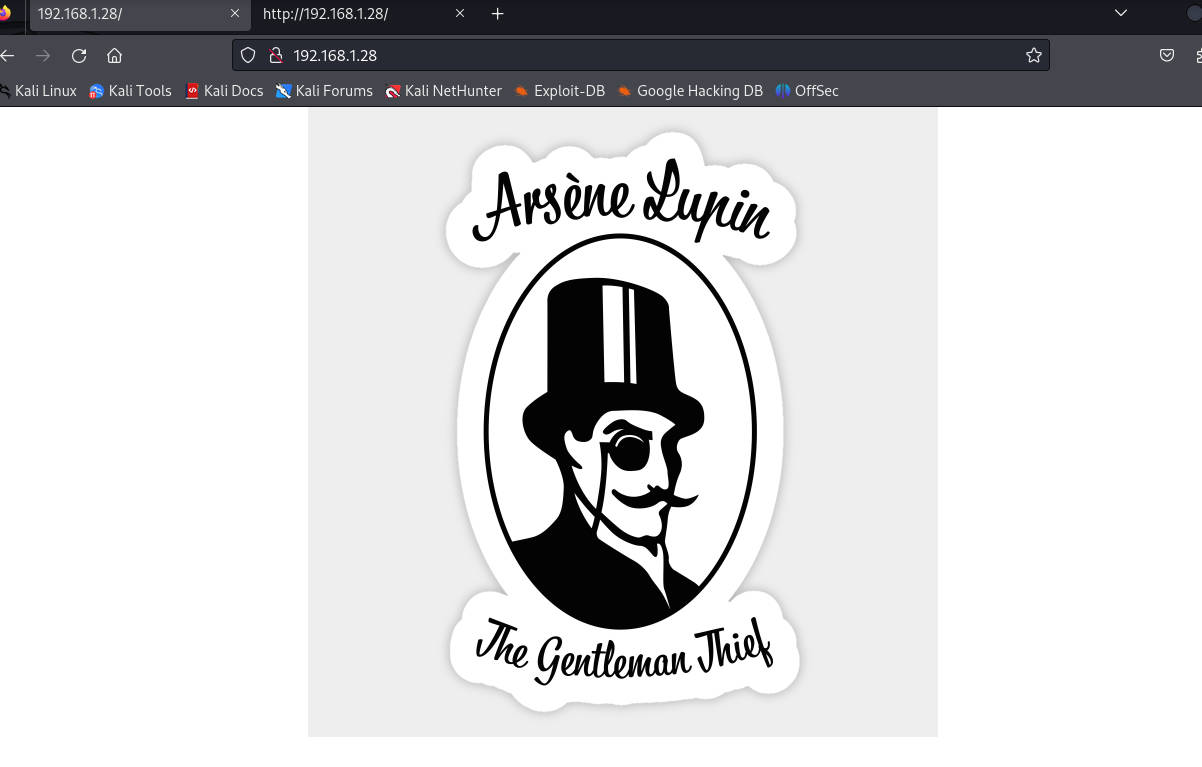 192.168.1.28/
http://192.168.1.28/
192.168.1.28
Kali Linux Kali Tools Kali Docs Kali Forums Kali NetHunter Exploit-DB Google Hacking DB OffSec
Arsène Lupin
The Gentleman Thief